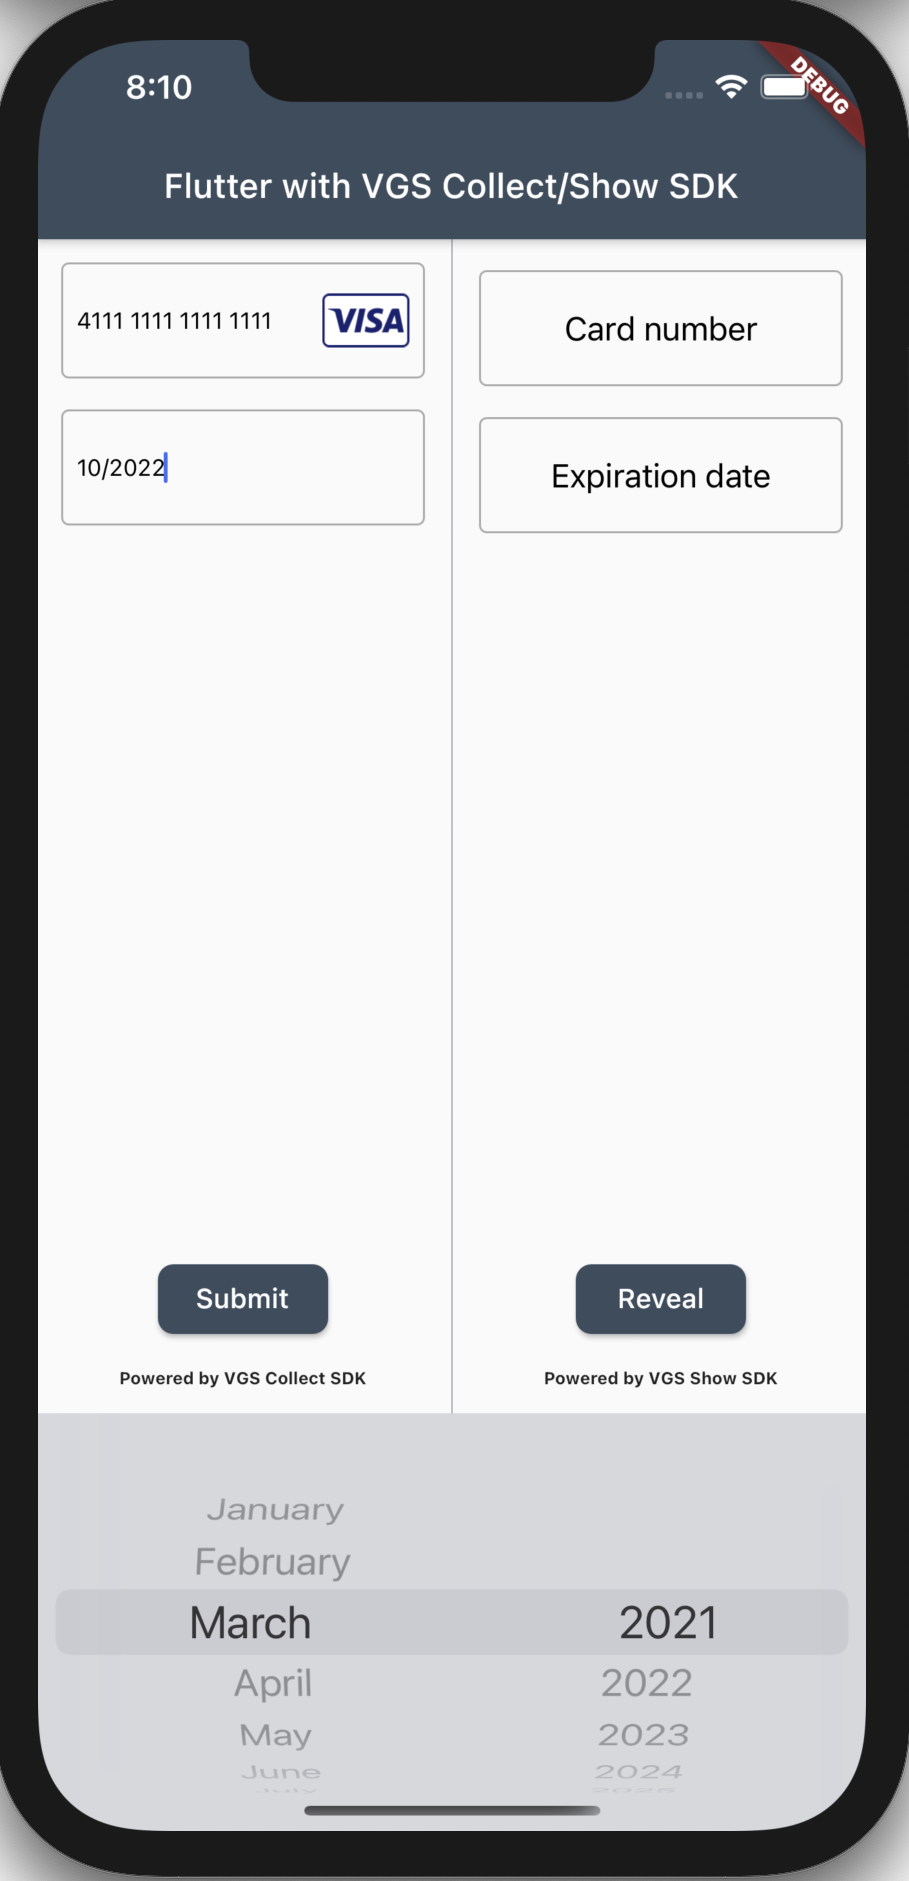 8:10
DEBUG
Flutter with VGS Collect/Show SDK
4111 1111 1111 1111
VISA
10/2022
Card number
Expiration date
Submit
Reveal
Powered by VGS Collect SDK
Powered by VGS Show SDK
January
February
March 2021
April 2022
May 2023
June 2024
July 2025